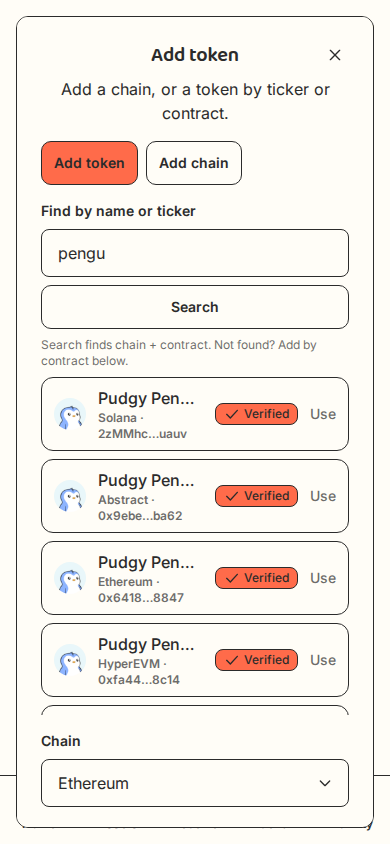 Add token
Add a chain, or a token by ticker or
contract.
Add token
Add chain
Find by name or ticker
pengu
Search
Search finds chain + contract. Not found? Add by
contract below.
Pudgy Pen...
Solana ·
2zMMhc...uauv
Verified
Use
Pudgy Pen...
Abstract ·
0x9ebe...ba62
Verified
Use
Pudgy Pen...
Ethereum ·
0x6418...8847
Verified
Use
Pudgy Pen...
HyperEVM ·
0xfa44...8c14
Verified
Use
Chain
Ethereum